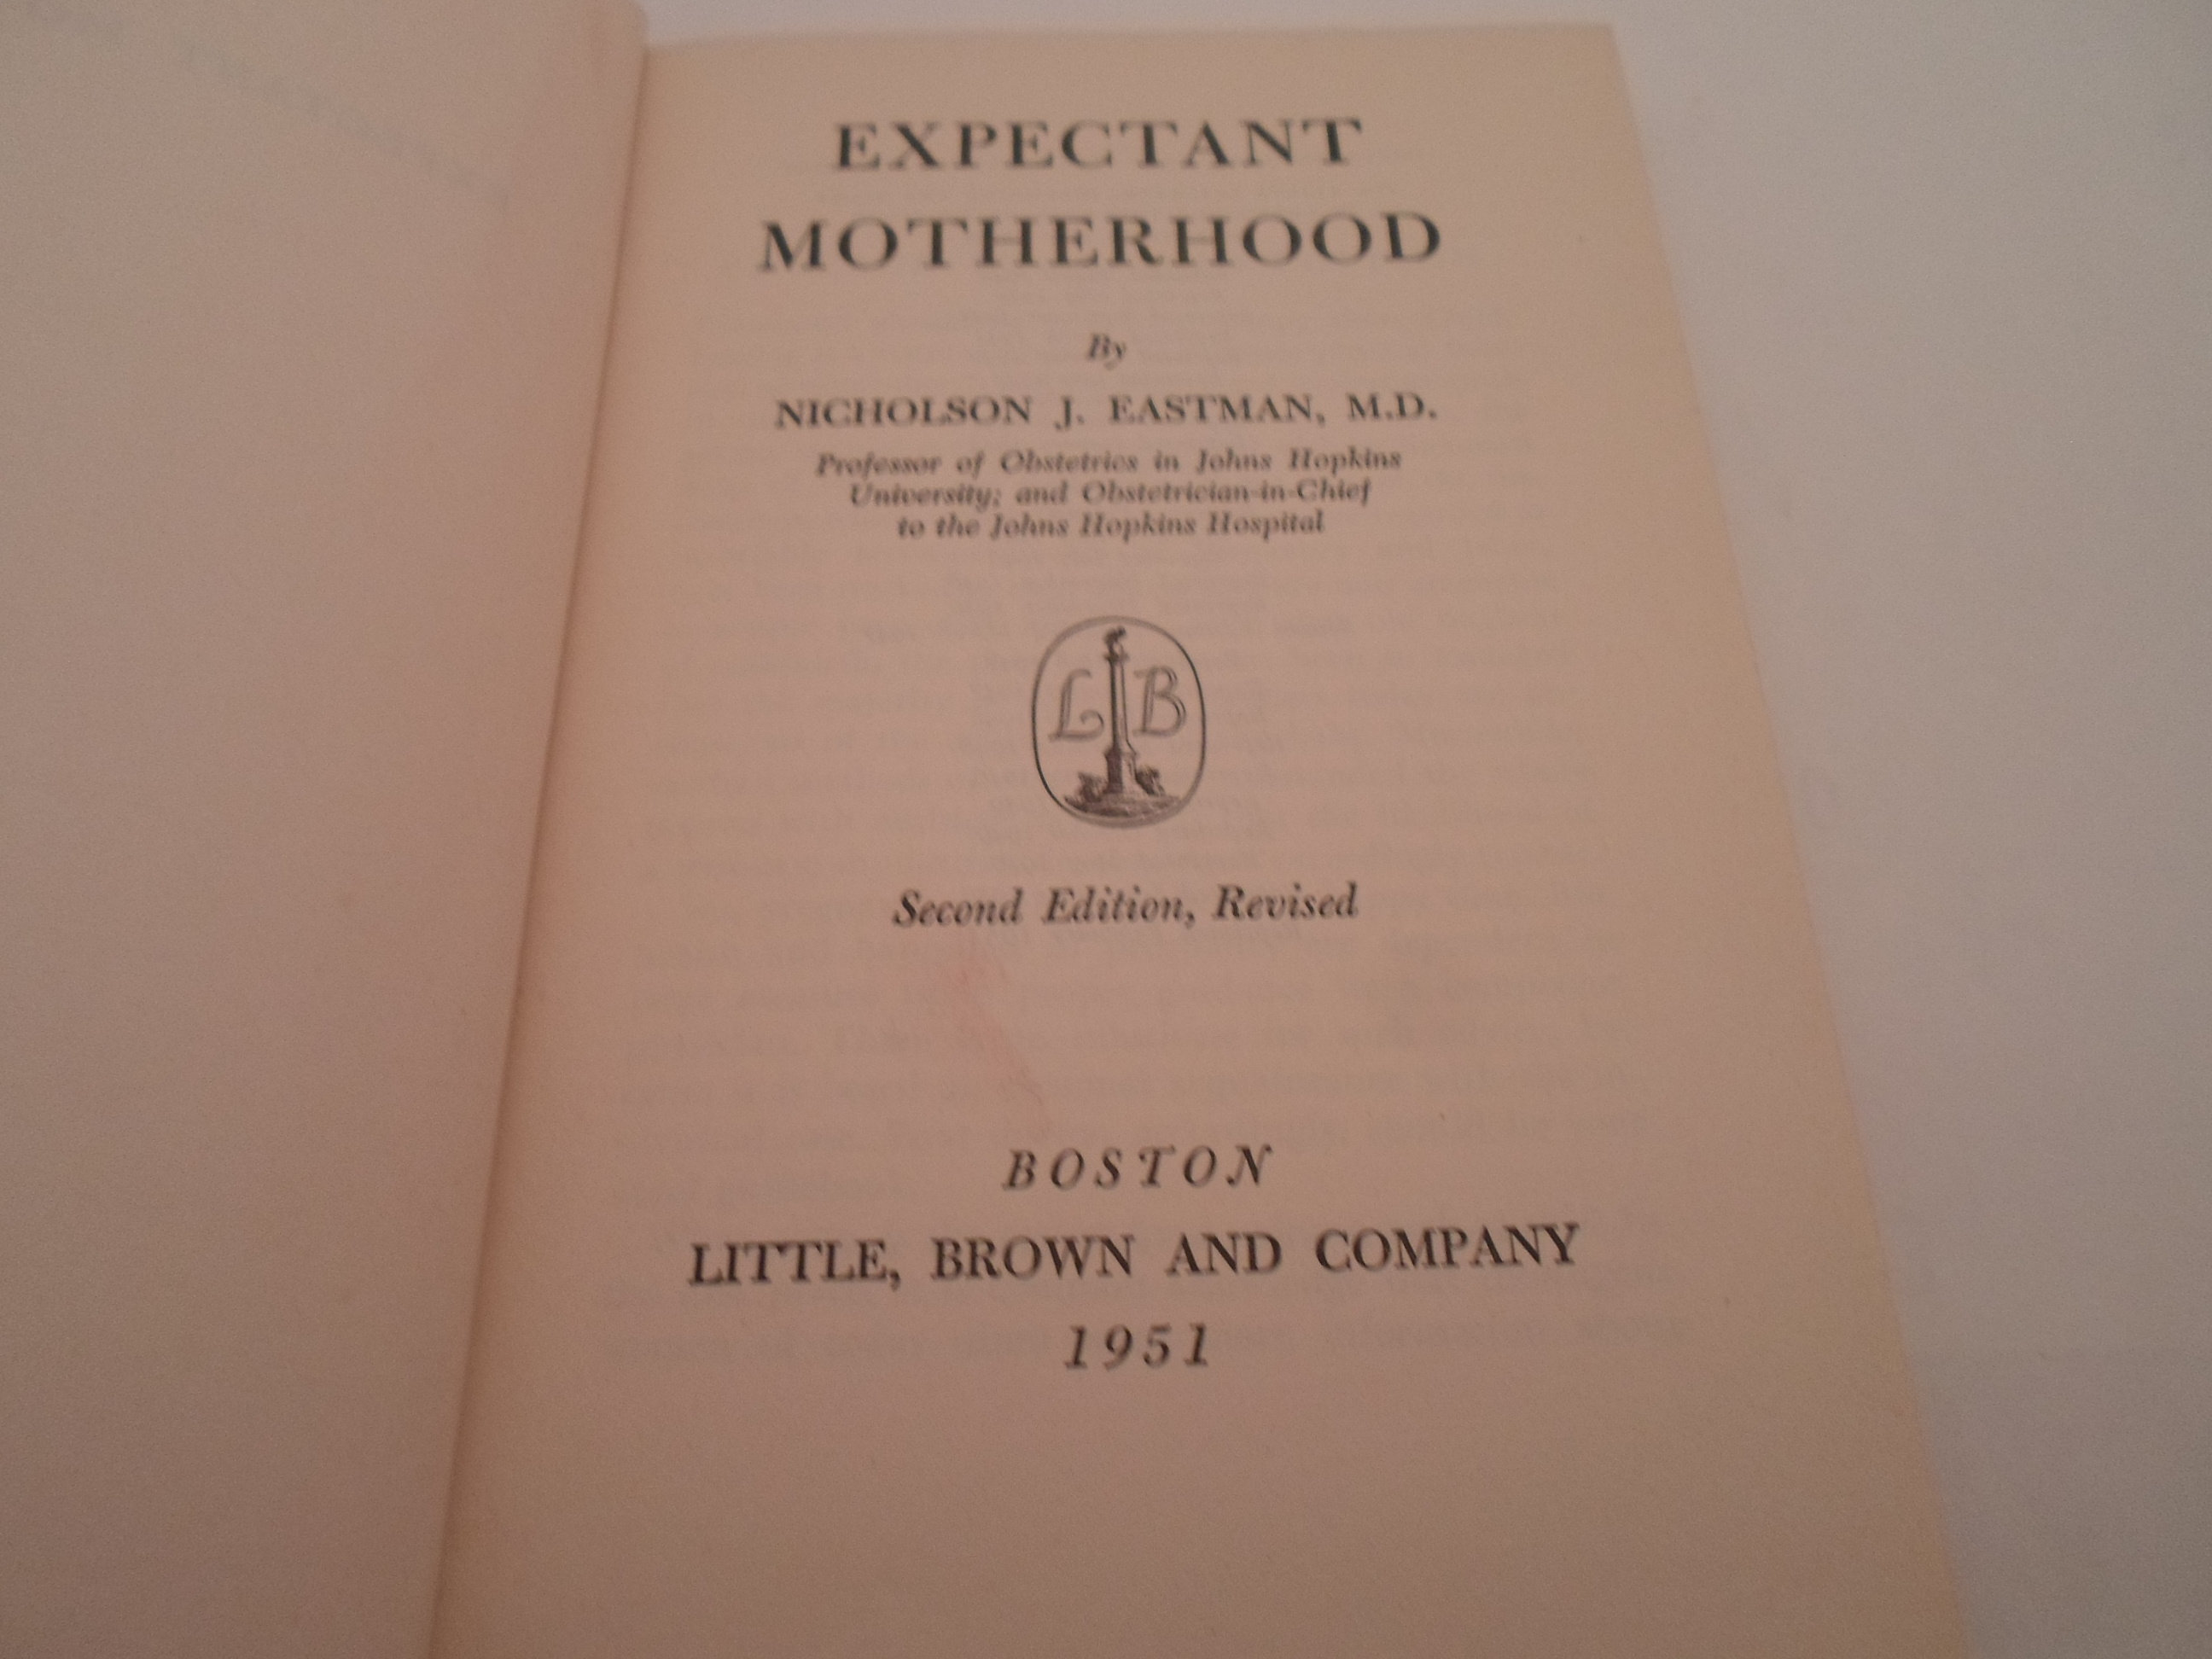 EXPECTANT
MOTHERHOOD
By
NICHOLSON J. EASTMAN, M.D.
Professor of Obstetrics in Johns Hopkins
University; and Obstetrician-in-Chief
to the Johns Hopkins Hospital
L B
Second Edition, Revised
BOSTON
LITTLE, BROWN AND COMPANY
1951